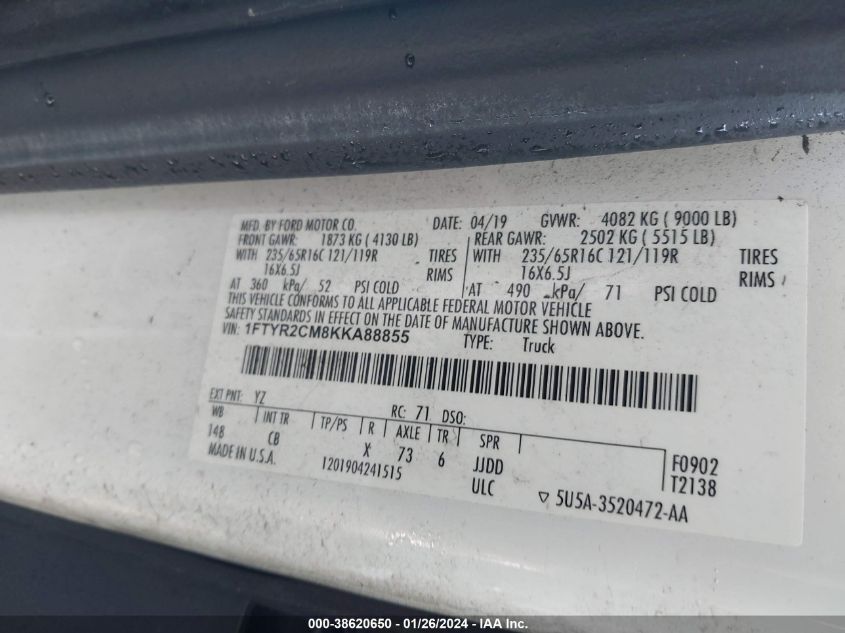 MFD. BY FORD MOTOR CO. DATE: 04/19 GVWR: 4082 KG ( 9000 LB)
FRONT GAWR: 1873 KG ( 4130 LB) REAR GAWR: 2502 KG ( 5515 LB)
WITH 235/65R16C 121/119R TIRES WITH 235/65R16C 121/119R TIRES
16X6.5J RIMS 16X6.5J RIMS
AT 360 kPa/ 52 PSI COLD AT 490 kPa/ 71 PSI COLD
THIS VEHICLE CONFORMS TO ALL APPLICABLE FEDERAL MOTOR VEHICLE
SAFETY STANDARDS IN EFFECT ON THE DATE OF MANUFACTURE SHOWN ABOVE.
VIN: 1FTYR2CM8KKA88855 TYPE: Truck
EXT PNT: YZ RC: 71 DSO:
WB INT TR TP/PS R AXLE TR SPR
148 CB X 73 6 JJDD F0902
MADE IN U.S.A. 1201904241515 ULC T2138
5U5A-3520472-AA
000-38620650 - 01/26/2024 - IAA Inc.